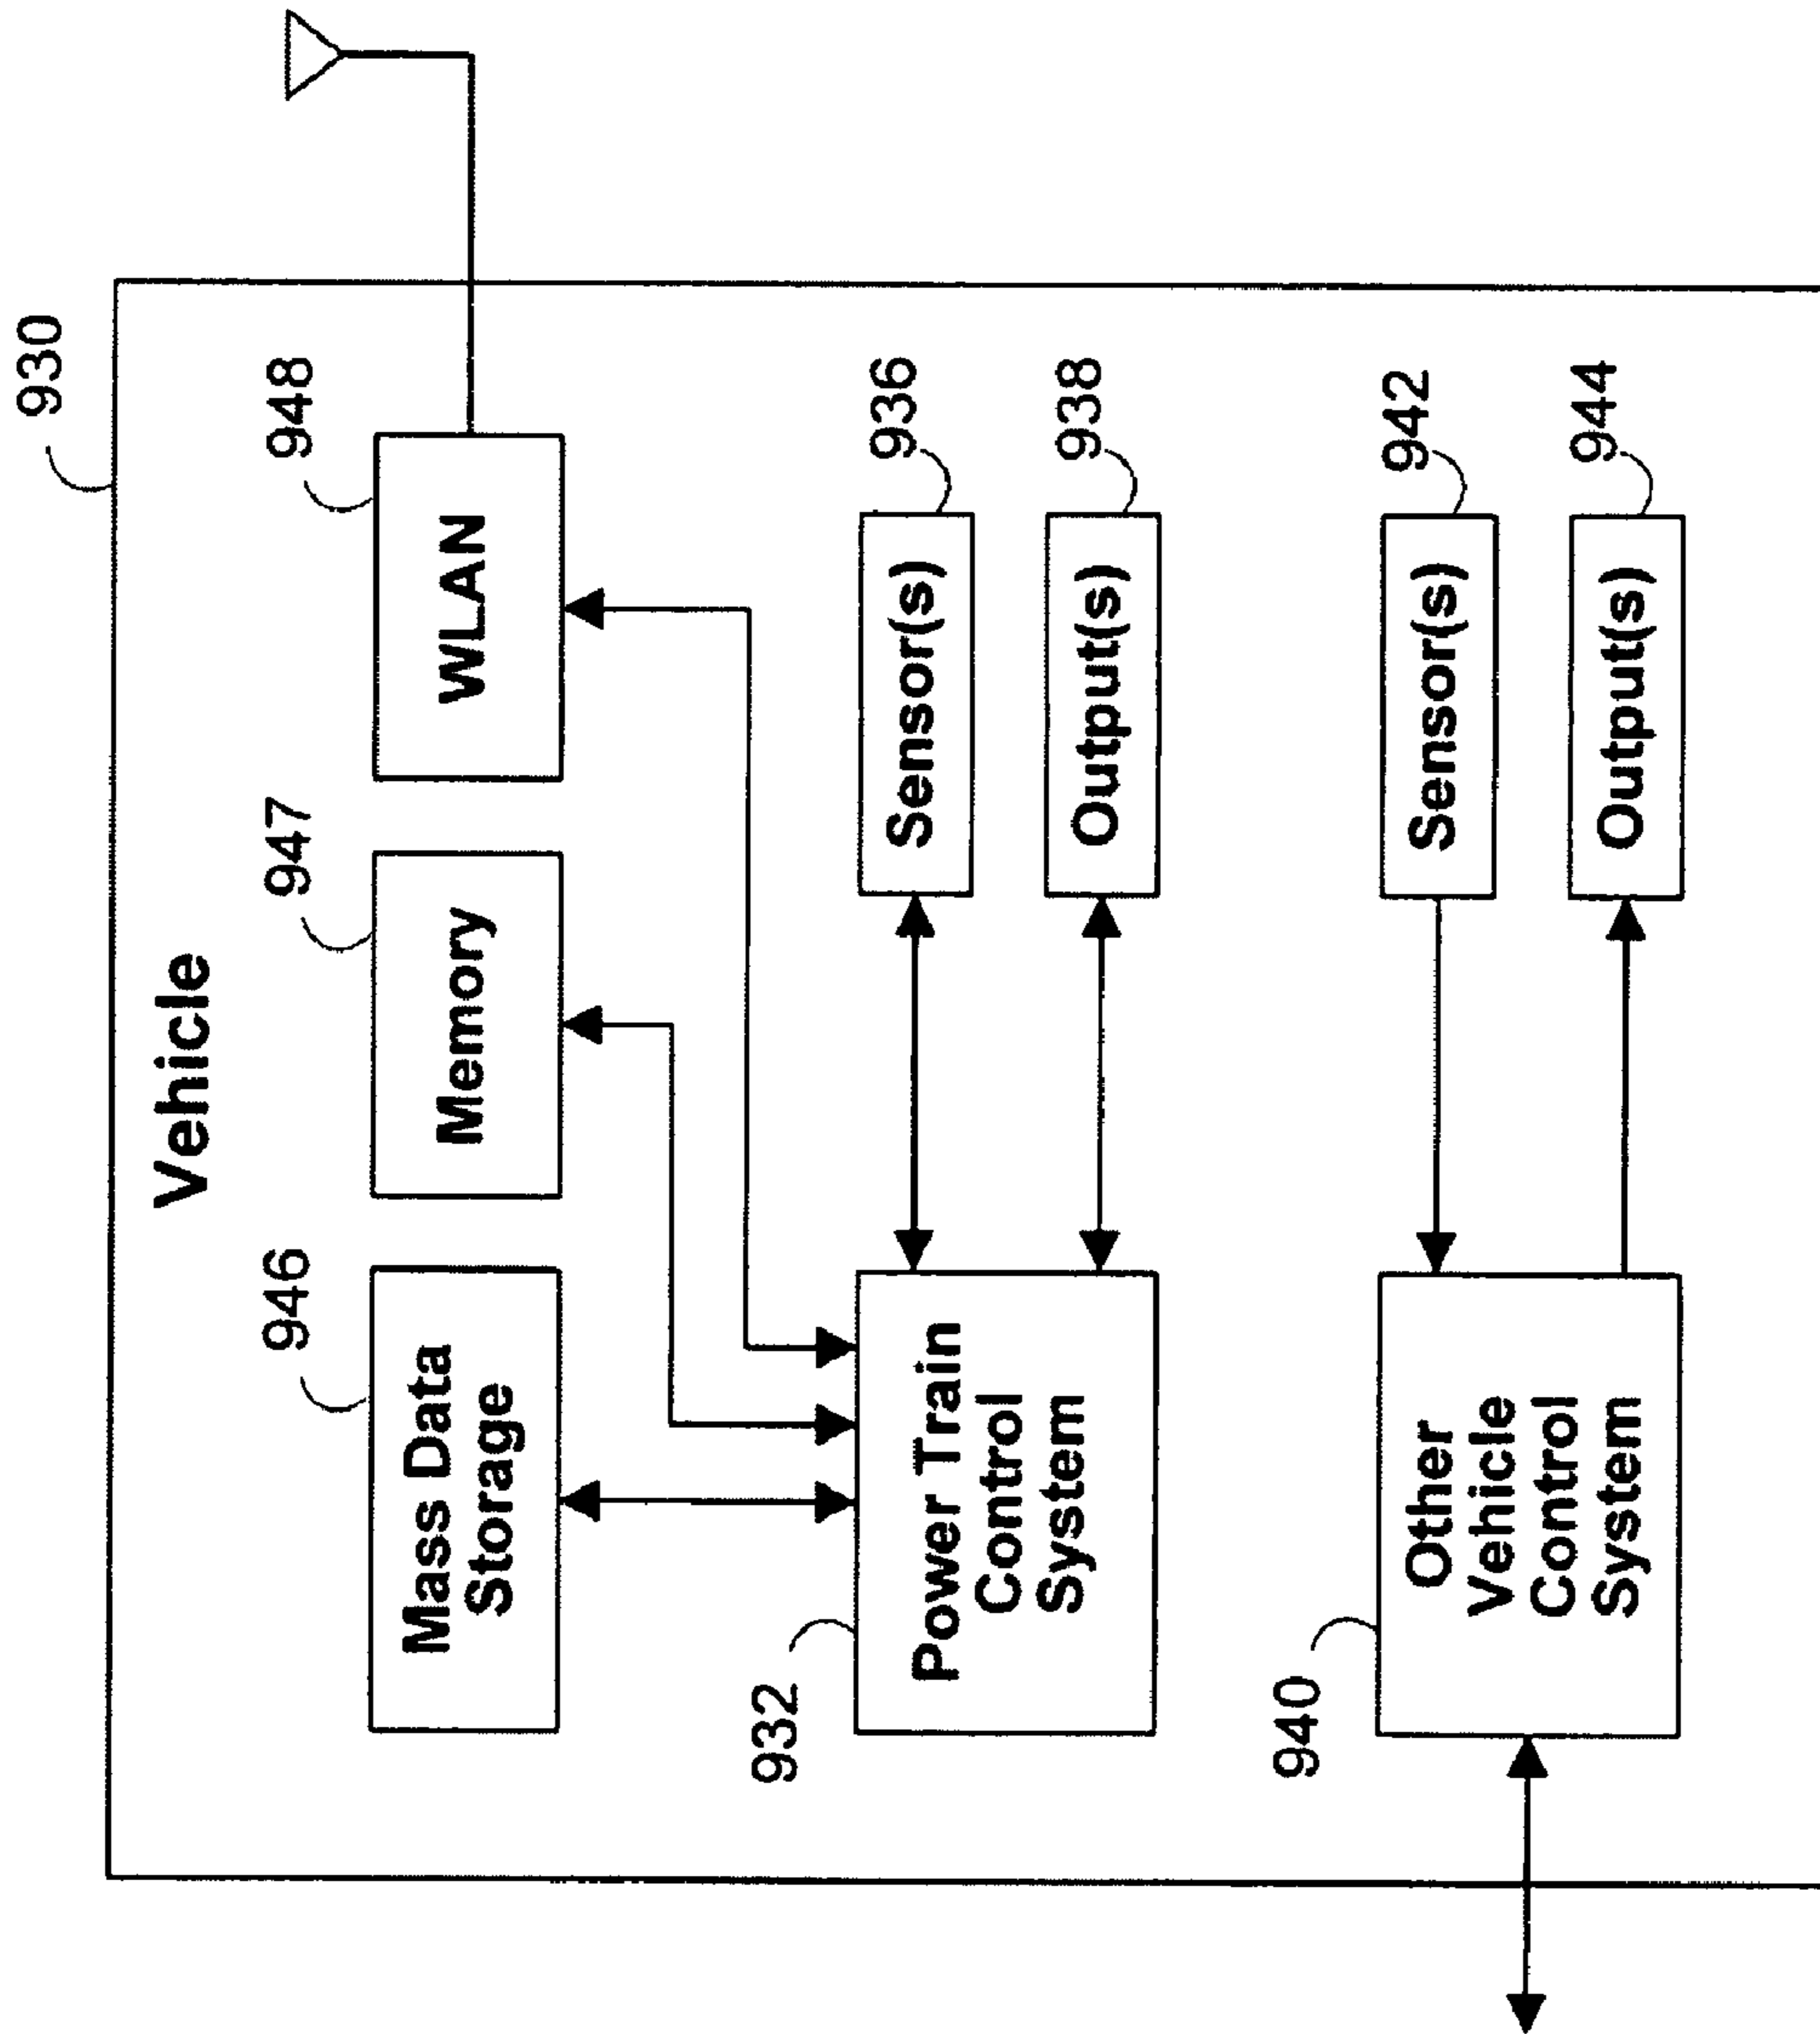 930
Vehicle
946
947
948
Mass Data
Storage
Memory
WLAN
932
Power Train
Control
System
936
Sensor(s)
938
Output(s)
940
Other
Vehicle
Control
System
942
Sensor(s)
944
Output(s)